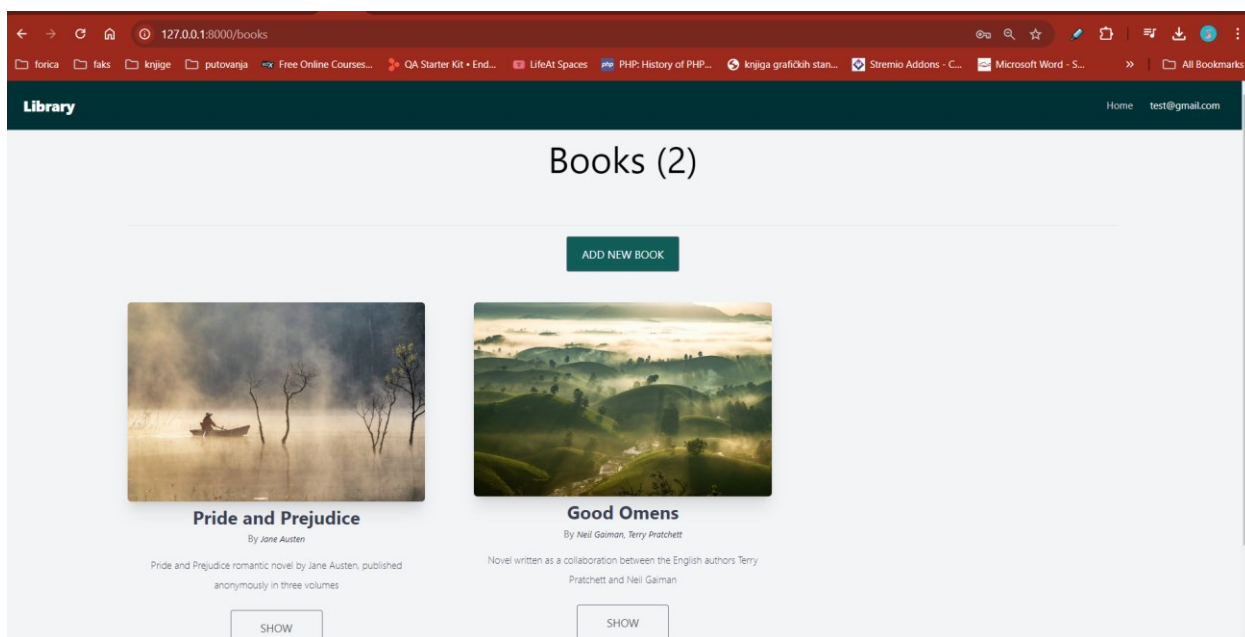 127.0.0.1:8000/books
forica faks knjige putovanja Free Online Courses... QA Starter Kit • End... LifeAt Spaces php PHP: History of PHP... knjiga grafičkih stan... Stremio Addons - C... Microsoft Word - S... » All Bookmarks
Library Home test@gmail.com
Books (2)
ADD NEW BOOK
Pride and Prejudice
By Jane Austen
Pride and Prejudice romantic novel by Jane Austen, published
anonymously in three volumes
SHOW
Good Omens
By Neil Gaiman, Terry Pratchett
Novel written as a collaboration between the English authors Terry
Pratchett and Neil Gaiman
SHOW